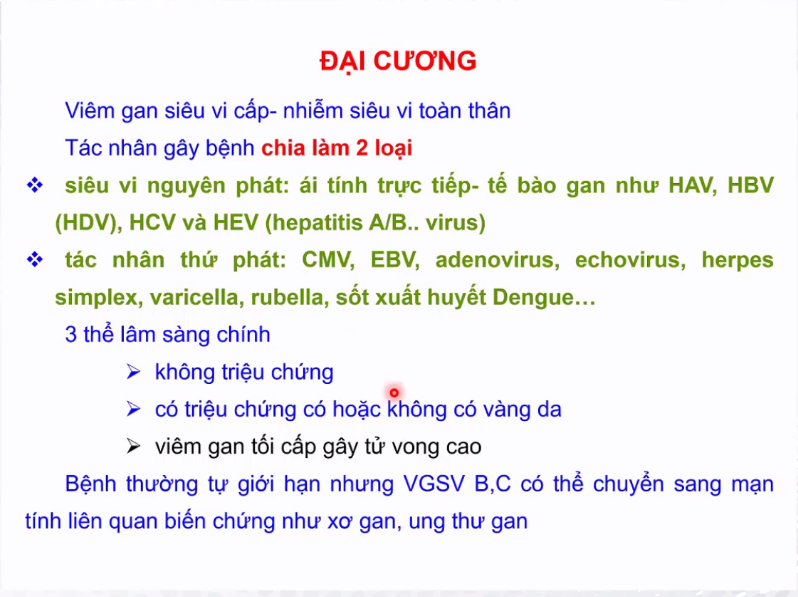 ĐẠI CƯƠNG
Viêm gan siêu vi cấp- nhiễm siêu vi toàn thân
Tác nhân gây bệnh chia làm 2 loại
❖ siêu vi nguyên phát: ái tính trực tiếp- tế bào gan như HAV, HBV
(HDV), HCV và HEV (hepatitis A/B.. virus)
❖ tác nhân thứ phát: CMV, EBV, adenovirus, echovirus, herpes
simplex, varicella, rubella, sốt xuất huyết Dengue…
3 thể lâm sàng chính
➢ không triệu chứng
➢ có triệu chứng có hoặc không có vàng da
➢ viêm gan tối cấp gây tử vong cao
Bệnh thường tự giới hạn nhưng VGSV B,C có thể chuyển sang mạn
tính liên quan biến chứng như xơ gan, ung thư gan